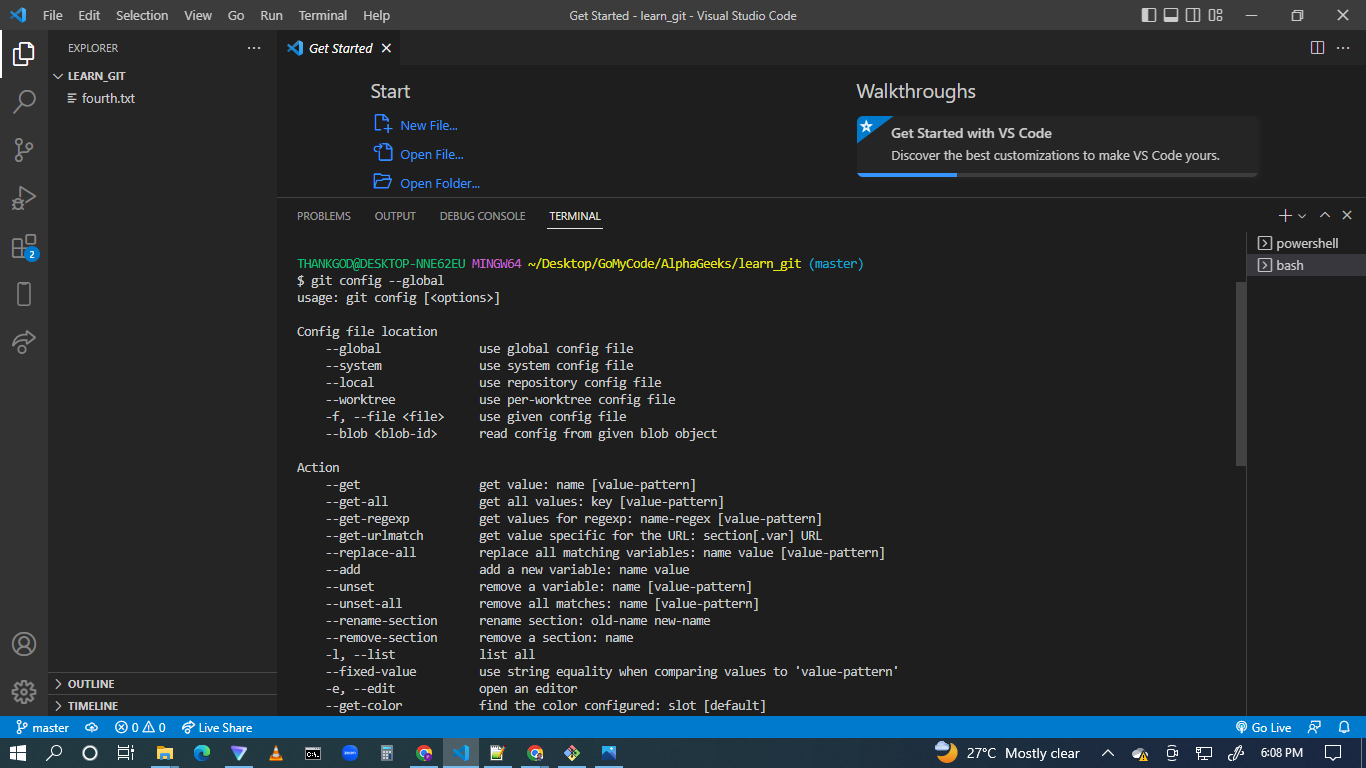 File Edit Selection View Go Run Terminal Help
Get Started - learn_git - Visual Studio Code
EXPLORER
LEARN_GIT
fourth.txt
2
OUTLINE
TIMELINE
Get Started
Start
New File...
Open File...
Open Folder...
Walkthroughs
Get Started with VS Code
Discover the best customizations to make VS Code yours.
PROBLEMS OUTPUT DEBUG CONSOLE TERMINAL
powershell
bash
THANKGOD@DESKTOP-NNE62EU MINGW64 ~/Desktop/GoMyCode/AlphaGeeks/learn_git (master)
$ git config --global
usage: git config [<options>]
Config file location
--global use global config file
--system use system config file
--local use repository config file
--worktree use per-worktree config file
-f, --file <file> use given config file
--blob <blob-id> read config from given blob object
Action
--get get value: name [value-pattern]
--get-all get all values: key [value-pattern]
--get-regexp get values for regexp: name-regex [value-pattern]
--get-urlmatch get value specific for the URL: section[.var] URL
--replace-all replace all matching variables: name value [value-pattern]
--add add a new variable: name value
--unset remove a variable: name [value-pattern]
--unset-all remove all matches: name [value-pattern]
--rename-section rename section: old-name new-name
--remove-section remove a section: name
-l, --list list all
--fixed-value use string equality when comparing values to 'value-pattern'
-e, --edit open an editor
--get-color find the color configured: slot [default]
master 0 0 Live Share Go Live
27°C Mostly clear 6:08 PM